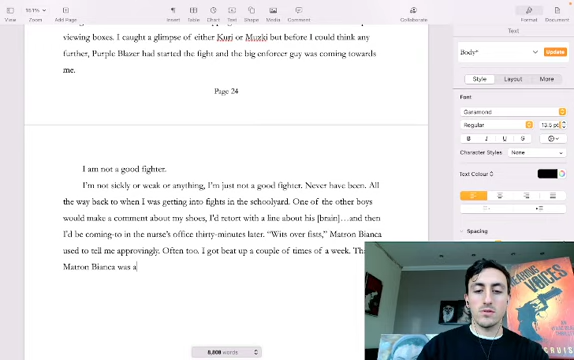 View
Zoom
Add Page
Insert
Table
Chart
Text
Shape
Media
Comment
Collaborate
Format
Document
viewing boxes. I caught a glimpse of either Kuri or Muzki but before I could think any
further, Purple Blazer had started the fight and the big enforcer guy was coming towards
me.
Page 24
I am not a good fighter.
I'm not sickly or weak or anything, I'm just not a good fighter. Never have been. All
the way back to when I was getting into fights in the schoolyard. One of the other boys
would make a comment about my shoes, I'd retort with a line about his [brain]…and then
I'd be coming-to in the nurse's office thirty-minutes later. "Wits over fists," Matron Bianca
used to tell me approvingly. Often too. I got beat up a couple of times of a week. Th
Matron Bianca was a
8,808 words
Text
Body*
Update
Style
Layout
More
Font
Garamond
Regular
13.5 pt
B
I
U
S
Character Styles
None
Text Colour
Spacing
HEARING
VOICES
CRUIS